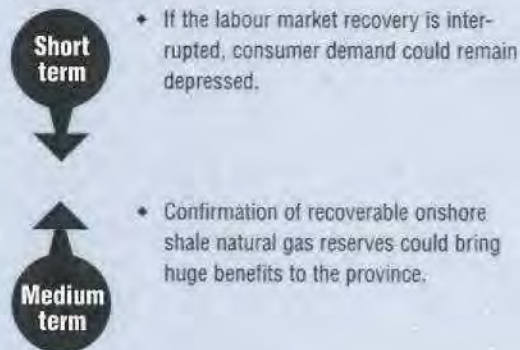 Short
term
♦ If the labour market recovery is inter-
rupted, consumer demand could remain
depressed.
♦ Confirmation of recoverable onshore
shale natural gas reserves could bring
huge benefits to the province.
Medium
term